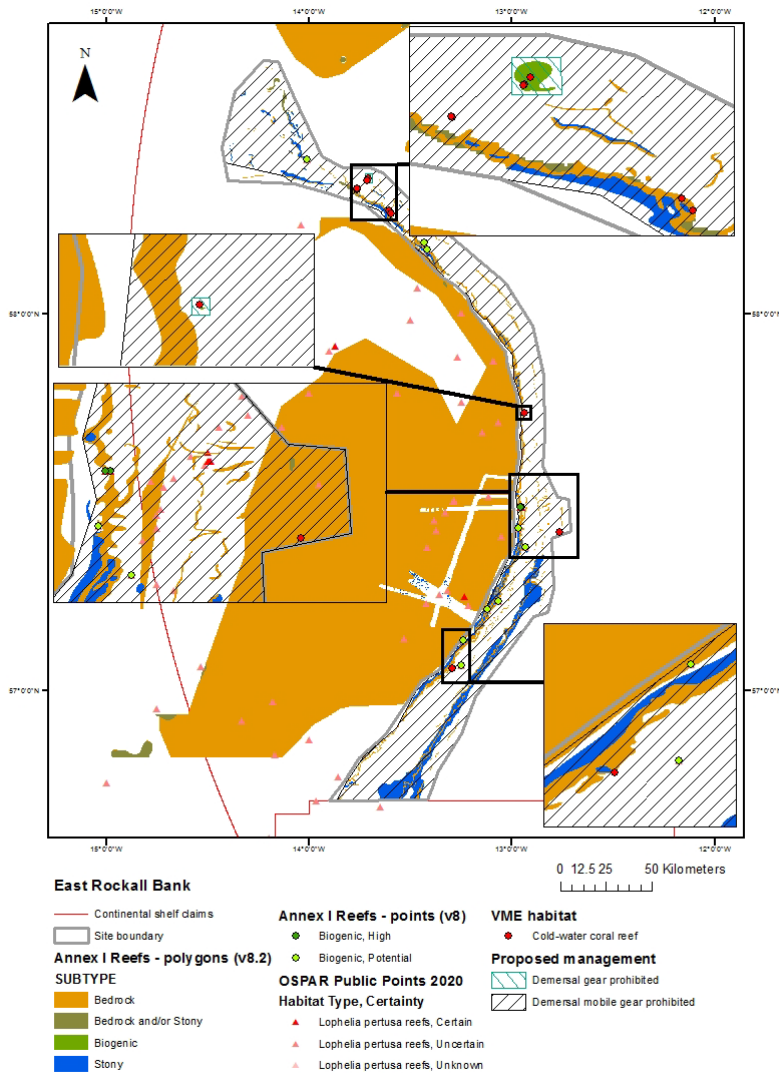 15°0'0"W 14°0'0"W 13°0'0"W 12°0'0"W
N
58°0'0"N 58°0'0"N
57°0'0"N 57°0'0"N
15°0'0"W 14°0'0"W 13°0'0"W 12°0'0"W
0 12.5 25 50 Kilometers
East Rockall Bank
Continental shelf claims
Site boundary
Annex I Reefs - polygons (v8.2)
SUBTYPE
Bedrock
Bedrock and/or Stony
Biogenic
Stony
Annex I Reefs - points (v8)
Biogenic, High
Biogenic, Potential
OSPAR Public Points 2020
Habitat Type, Certainty
Lophelia pertusa reefs, Certain
Lophelia pertusa reefs, Uncertain
Lophelia pertusa reefs, Unknown
VME habitat
Cold-water coral reef
Proposed management
Demersal gear prohibited
Demersal mobile gear prohibited